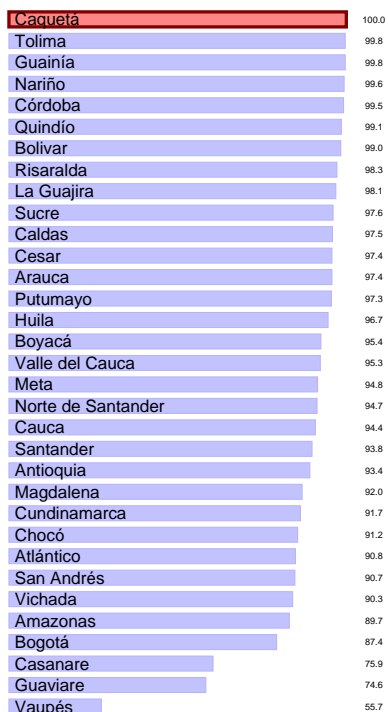 Caquetá 100.0
Tolima 99.8
Guainía 99.8
Nariño 99.6
Córdoba 99.5
Quindío 99.1
Bolivar 99.0
Risaralda 98.3
La Guajira 98.1
Sucre 97.6
Caldas 97.5
Cesar 97.4
Arauca 97.4
Putumayo 97.3
Huila 96.7
Boyacá 95.4
Valle del Cauca 95.3
Meta 94.8
Norte de Santander 94.7
Cauca 94.4
Santander 93.8
Antioquia 93.4
Magdalena 92.0
Cundinamarca 91.7
Chocó 91.2
Atlántico 90.8
San Andrés 90.7
Vichada 90.3
Amazonas 89.7
Bogotá 87.4
Casanare 75.9
Guaviare 74.6
Vaupés 55.7